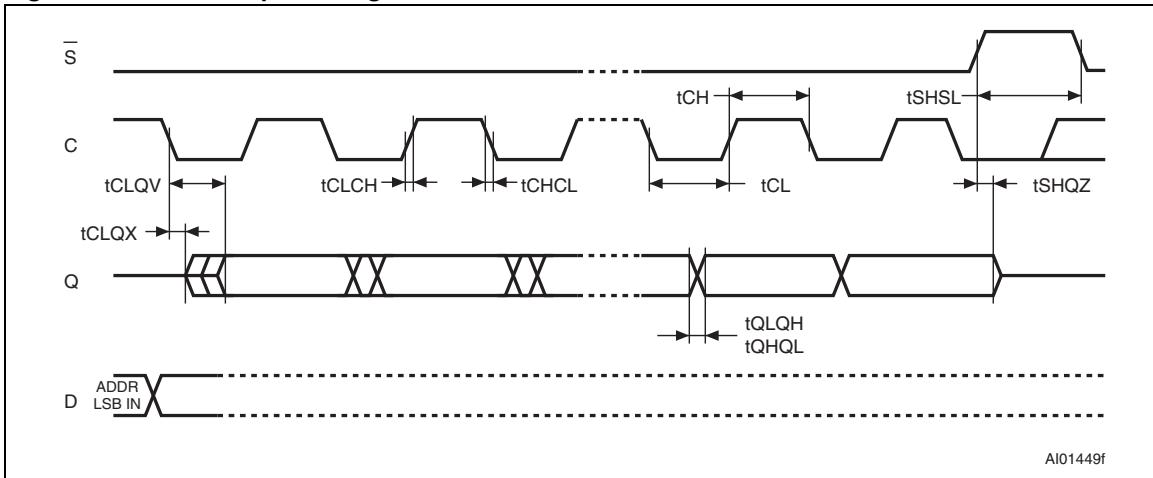 S
tCH
tSHSL
C
tCLQV
tCLCH
tCHCL
tCL
tSHQZ
tCLQX
Q
tQLQH
tQHQL
D
ADDR
LSB IN
AI01449f